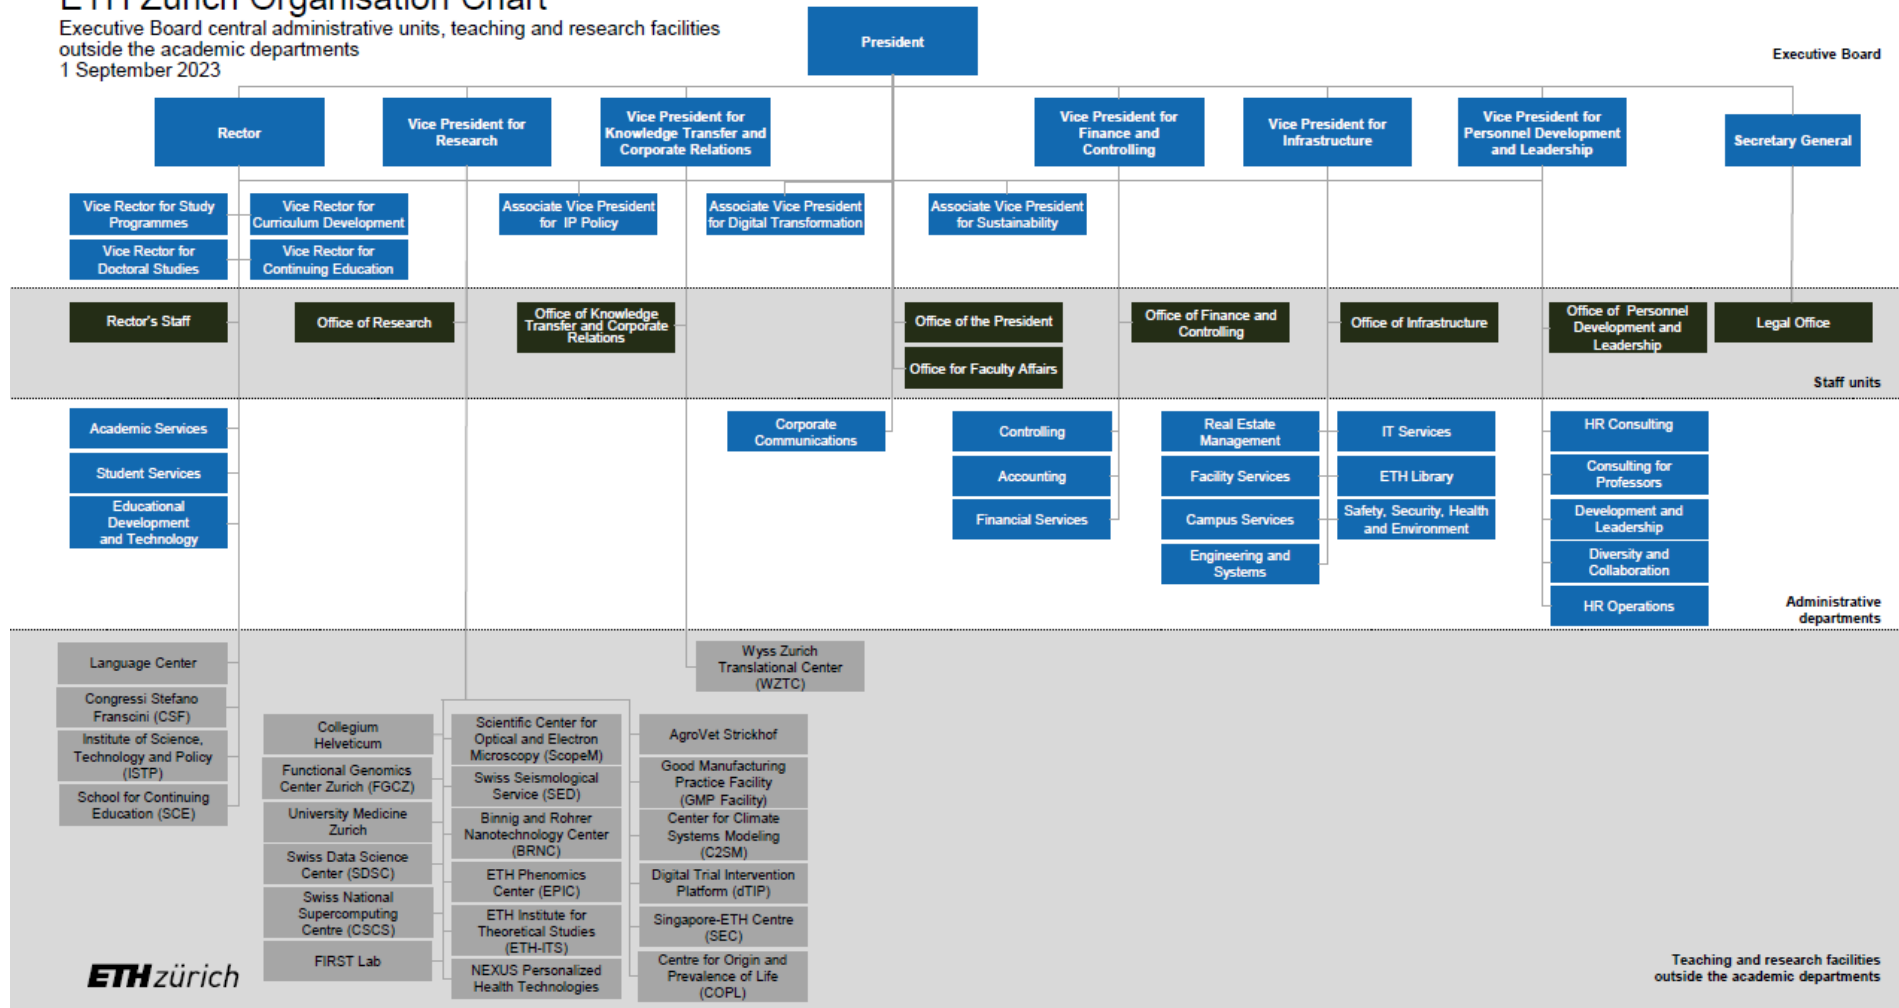 ETH Zurich Organisation Chart
Executive Board central administrative units, teaching and research facilities
outside the academic departments
1 September 2023
President
Executive Board
Rector
Vice President for
Research
Vice President for
Knowledge Transfer and
Corporate Relations
Vice President for
Finance and
Controlling
Vice President for
Infrastructure
Vice President for
Personnel Development
and Leadership
Secretary General
Vice Rector for Study
Programmes
Vice Rector for
Curriculum Development
Associate Vice President
for IP Policy
Associate Vice President
for Digital Transformation
Associate Vice President
for Sustainability
Vice Rector for
Doctoral Studies
Vice Rector for
Continuing Education
Rector's Staff
Office of Research
Office of Knowledge
Transfer and Corporate
Relations
Office of the President
Office of Finance and
Controlling
Office of Infrastructure
Office of Personnel
Development and
Leadership
Legal Office
Office for Faculty Affairs
Staff units
Academic Services
Student Services
Educational
Development
and Technology
Corporate
Communications
Controlling
Accounting
Financial Services
Real Estate
Management
Facility Services
Campus Services
Engineering and
Systems
IT Services
ETH Library
Safety, Security, Health
and Environment
HR Consulting
Consulting for
Professors
Development and
Leadership
Diversity and
Collaboration
HR Operations
Administrative
departments
Language Center
Congressi Stefano
Franscini (CSF)
Institute of Science,
Technology and Policy
(ISTP)
School for Continuing
Education (SCE)
Wyss Zurich
Translational Center
(WZTC)
Collegium
Helveticum
Functional Genomics
Center Zurich (FGCZ)
University Medicine
Zurich
Swiss Data Science
Center (SDSC)
Swiss National
Supercomputing
Centre (CSCS)
FIRST Lab
Scientific Center for
Optical and Electron
Microscopy (ScopeM)
Swiss Seismological
Service (SED)
Binnig and Rohrer
Nanotechnology Center
(BRNC)
ETH Phenomics
Center (EPIC)
ETH Institute for
Theoretical Studies
(ETH-ITS)
NEXUS Personalized
Health Technologies
AgroVet Strickhof
Good Manufacturing
Practice Facility
(GMP Facility)
Center for Climate
Systems Modeling
(C2SM)
Digital Trial Intervention
Platform (dTIP)
Singapore-ETH Centre
(SEC)
Centre for Origin and
Prevalence of Life
(COPL)
ETH zürich
Teaching and research facilities
outside the academic departments